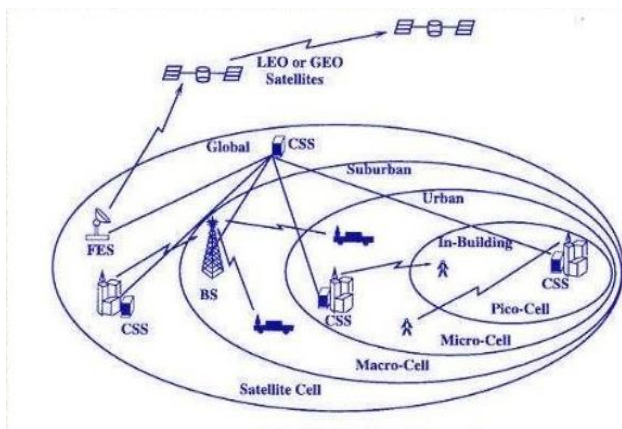 LEO or GEO
Satellites
Global
CSS
Suburban
Urban
In-Building
FES
BS
CSS
CSS
CSS
Pico-Cell
Micro-Cell
Macro-Cell
Satellite Cell